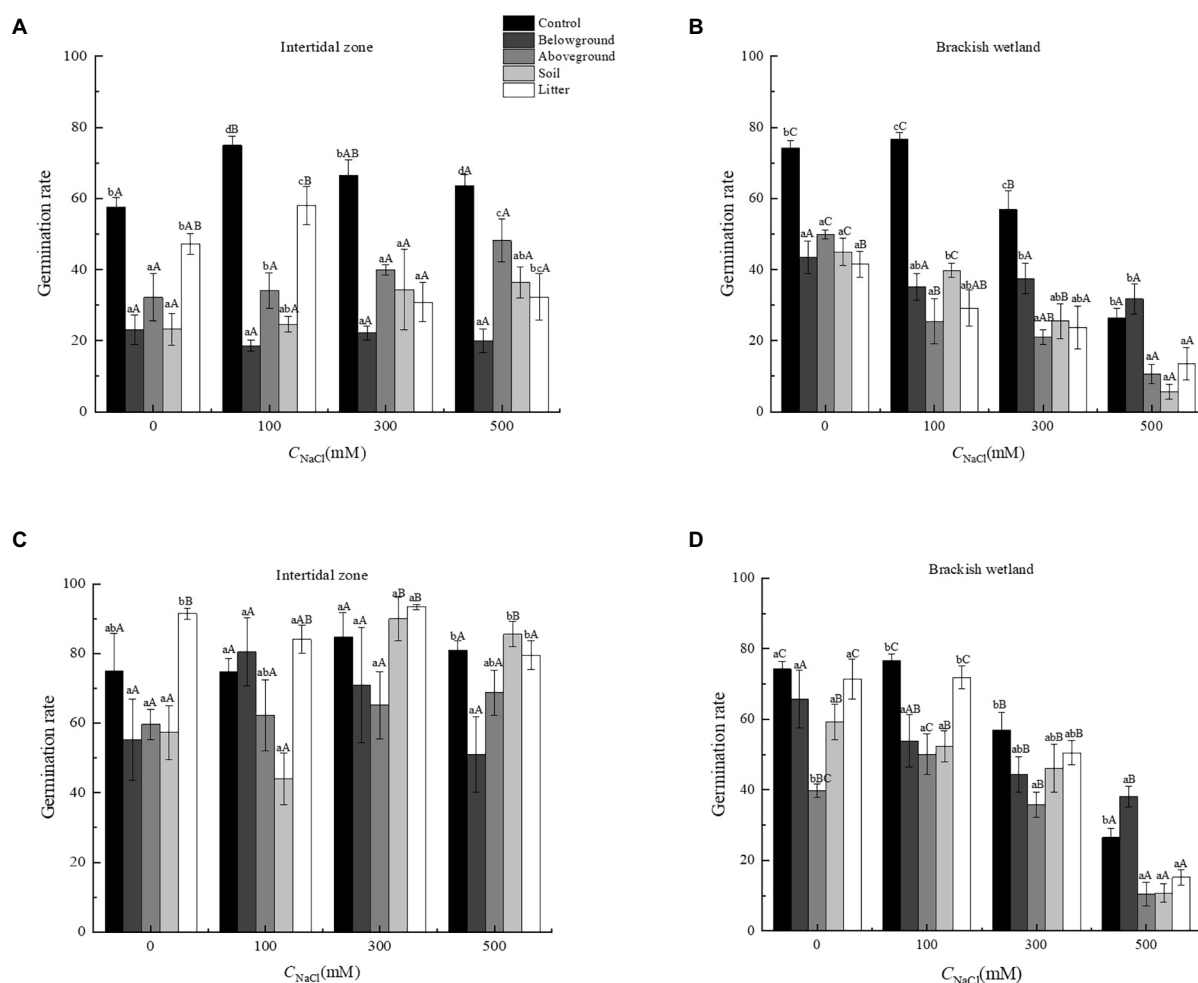 A
Intertidal zone
Control
Belowground
Aboveground
Soil
Litter
100
80
60
40
20
0
Germination rate
bA
aA
aA
aA
bAB
dB
aA
bA
abA
cB
bAB
aA
aA
aA
aA
dA
aA
cA
abA
bcA
0
100
300
500
CNaCl(mM)
B
Brackish wetland
100
80
60
40
20
0
Germination rate
bC
aA
aC
aC
aB
cC
abA
aB
bC
abAB
cB
bA
aAB
abB
abA
bA
bA
aA
aA
aA
0
100
300
500
CNaCl(mM)
C
Intertidal zone
100
80
60
40
20
0
Germination rate
abA
aA
aA
aA
bB
aA
aA
abA
aA
aAB
aA
aA
aA
aB
aB
bA
aA
abA
bB
bA
0
100
300
500
CNaCl(mM)
D
Brackish wetland
100
80
60
40
20
0
Germination rate
aC
aA
bBC
aB
aC
bC
aAB
aC
aB
bC
bB
abB
aB
abB
abB
bA
aB
aA
aA
aA
0
100
300
500
CNaCl(mM)